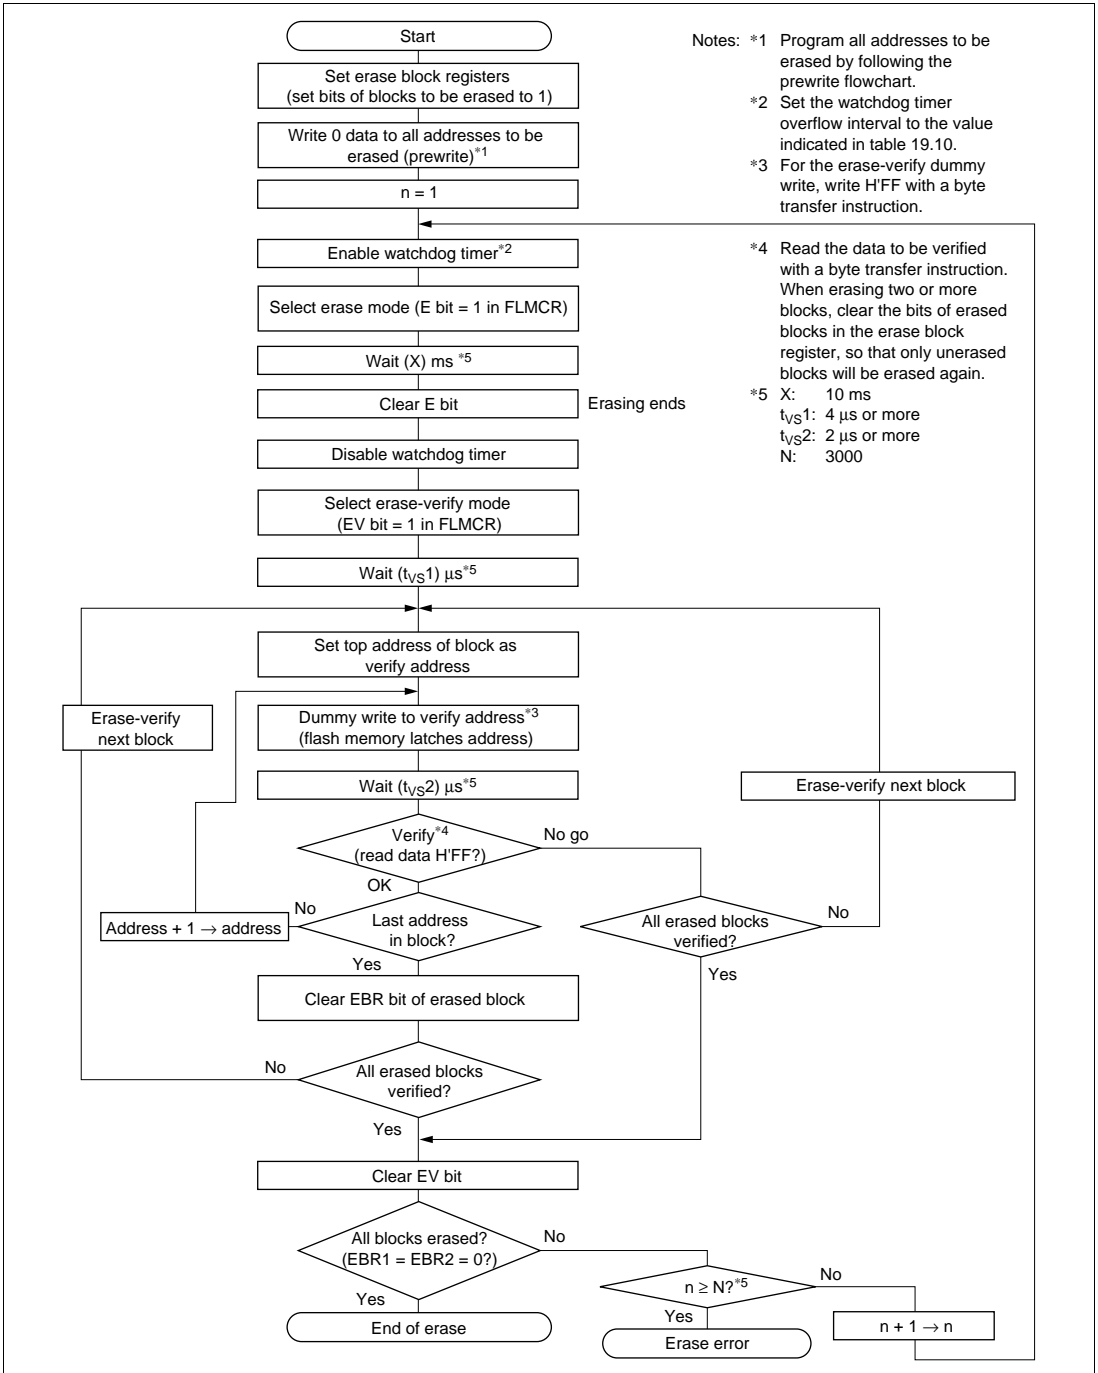 Start
Set erase block registers
(set bits of blocks to be erased to 1)
Write 0 data to all addresses to be
erased (prewrite)*1
n = 1
Enable watchdog timer*2
Select erase mode (E bit = 1 in FLMCR)
Wait (X) ms *5
Clear E bit
Erasing ends
Disable watchdog timer
Select erase-verify mode
(EV bit = 1 in FLMCR)
Wait (tVS1) μs*5
Set top address of block as
verify address
Erase-verify
next block
Dummy write to verify address*3
(flash memory latches address)
Wait (tVS2) μs*5
Erase-verify next block
Verify*4
(read data H'FF?)
No go
OK
No
Address + 1 → address
Last address
in block?
Yes
All erased blocks
verified?
No
Yes
Clear EBR bit of erased block
No
All erased blocks
verified?
Yes
Clear EV bit
All blocks erased?
(EBR1 = EBR2 = 0?)
No
Yes
End of erase
n ≥ N?*5
No
Yes
Erase error
n + 1 → n
Notes: *1 Program all addresses to be
erased by following the
prewrite flowchart.
*2 Set the watchdog timer
overflow interval to the value
indicated in table 19.10.
*3 For the erase-verify dummy
write, write H'FF with a byte
transfer instruction.
*4 Read the data to be verified
with a byte transfer instruction.
When erasing two or more
blocks, clear the bits of erased
blocks in the erase block
register, so that only unerased
blocks will be erased again.
*5 X: 10 ms
tVS1: 4 μs or more
tVS2: 2 μs or more
N: 3000